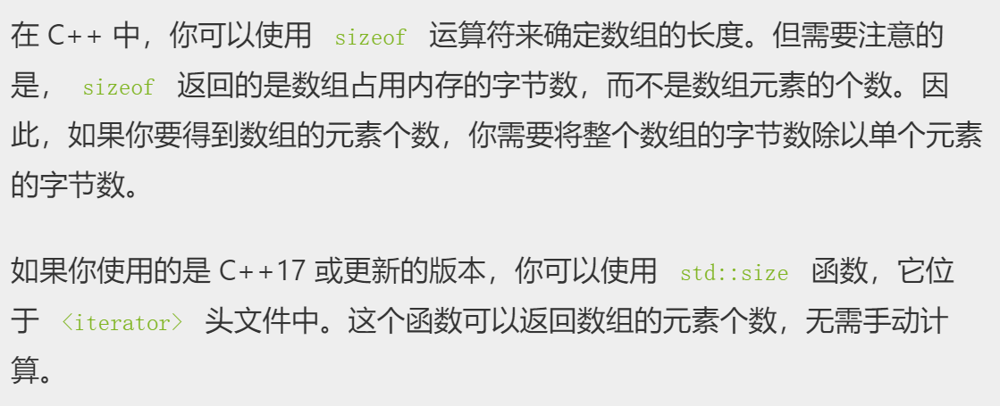 在 C++ 中，你可以使用 sizeof 运算符来确定数组的长度。但需要注意的
是， sizeof 返回的是数组占用内存的字节数，而不是数组元素的个数。因
此，如果你要得到数组的元素个数，你需要将整个数组的字节数除以单个元素
的字节数。
如果你使用的是 C++17 或更新的版本，你可以使用 std::size 函数，它位
于 <iterator> 头文件中。这个函数可以返回数组的元素个数，无需手动计
算。